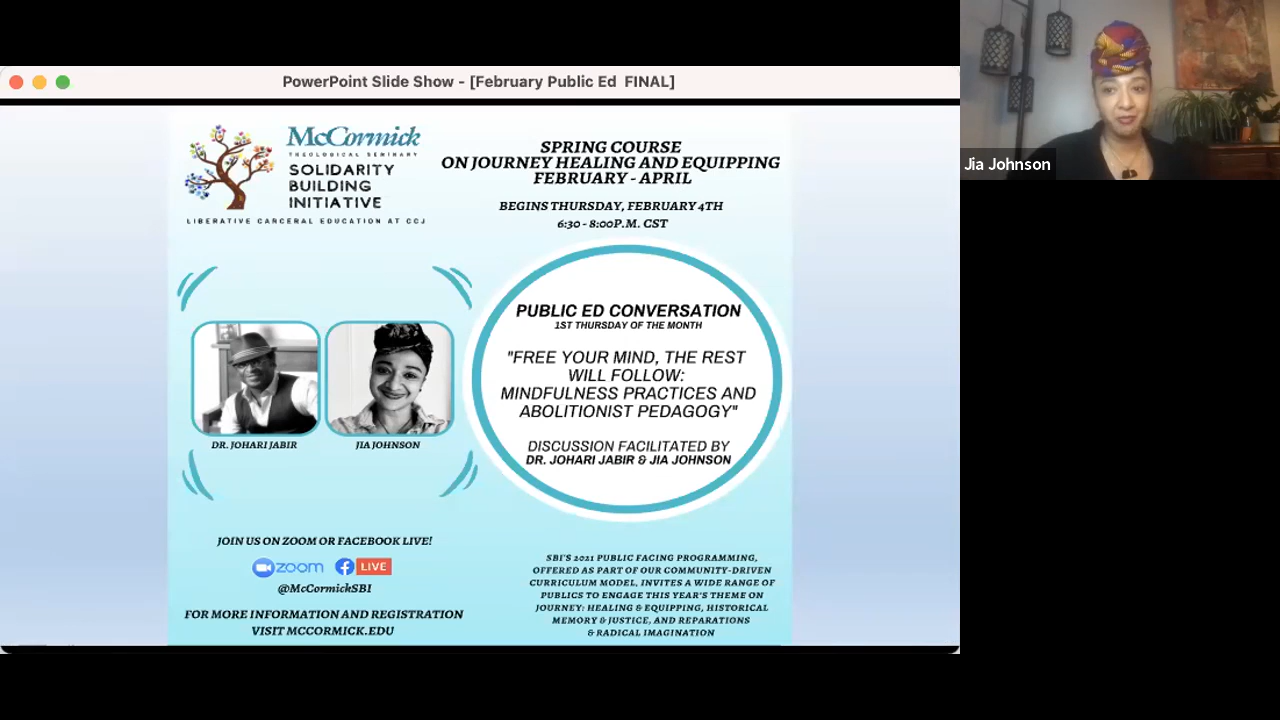 PowerPoint Slide Show - [February Public Ed  FINAL]
McCormick
THEOLOGICAL SEMINARY
SOLIDARITY
BUILDING
INITIATIVE
LIBERATIVE CARCERAL EDUCATION AT CCJ
SPRING COURSE
ON JOURNEY HEALING AND EQUIPPING
FEBRUARY - APRIL
BEGINS THURSDAY, FEBRUARY 4TH
6:30 - 8:00P.M. CST
DR. JOHARI JABIR
JIA JOHNSON
PUBLIC ED CONVERSATION
1ST THURSDAY OF THE MONTH
"FREE YOUR MIND, THE REST
WILL FOLLOW:
MINDFULNESS PRACTICES AND
ABOLITIONIST PEDAGOGY"
DISCUSSION FACILITATED BY
DR. JOHARI JABIR & JIA JOHNSON
JOIN US ON ZOOM OR FACEBOOK LIVE!
zoom LIVE
@McCormickSBI
FOR MORE INFORMATION AND REGISTRATION
VISIT MCCORMICK.EDU
SBI'S 2021 PUBLIC FACING PROGRAMMING,
OFFERED AS PART OF OUR COMMUNITY-DRIVEN
CURRICULUM MODEL, INVITES A WIDE RANGE OF
PUBLICS TO ENGAGE THIS YEAR'S THEME ON
JOURNEY: HEALING & EQUIPPING, HISTORICAL
MEMORY & JUSTICE, AND REPARATIONS
& RADICAL IMAGINATION
Jia Johnson